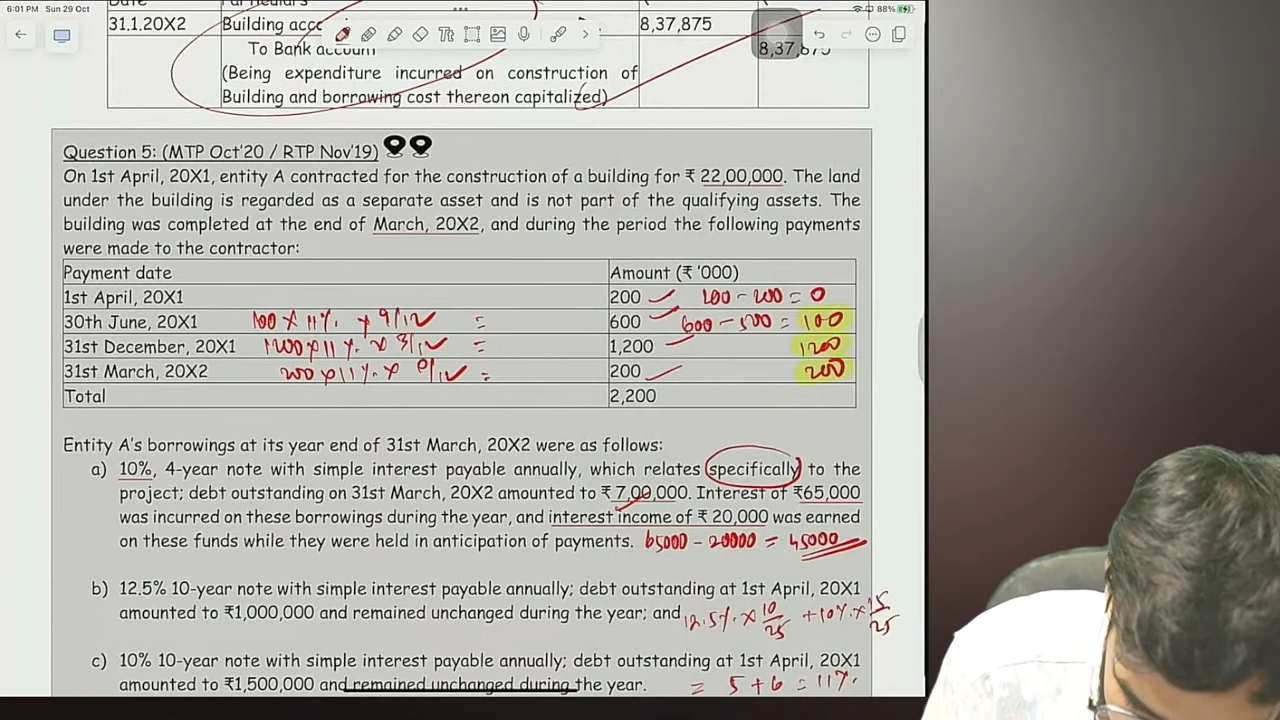 6:01 PM Sun 29 Oct 88%
31.1.20X2 Building acco 8,37,875
To Bank account 8,37,875
(Being expenditure incurred on construction of
Building and borrowing cost thereon capitalized)
Question 5: (MTP Oct'20 / RTP Nov'19)
On 1st April, 20X1, entity A contracted for the construction of a building for ₹ 22,00,000. The land
under the building is regarded as a separate asset and is not part of the qualifying assets. The
building was completed at the end of March, 20X2, and during the period the following payments
were made to the contractor:
Payment date Amount (₹ '000)
1st April, 20X1 200 200 - 200 = 0
30th June, 20X1 100 x 11% x 9/12 = 600 600 - 500 = 100
31st December, 20X1 1200 x 11% x 3/12 = 1,200 1200
31st March, 20X2 200 x 11% x 0/12 = 200 200
Total 2,200
Entity A's borrowings at its year end of 31st March, 20X2 were as follows:
a) 10%, 4-year note with simple interest payable annually, which relates specifically to the
project; debt outstanding on 31st March, 20X2 amounted to ₹ 7,00,000. Interest of ₹65,000
was incurred on these borrowings during the year, and interest income of ₹ 20,000 was earned
on these funds while they were held in anticipation of payments. 65000 - 20000 = 45000
b) 12.5% 10-year note with simple interest payable annually; debt outstanding at 1st April, 20X1
amounted to ₹1,000,000 and remained unchanged during the year; and 12.5% x 10/25 + 10% x 15/25
c) 10% 10-year note with simple interest payable annually; debt outstanding at 1st April, 20X1
amounted to ₹1,500,000 and remained unchanged during the year. = 5 + 6 = 11%